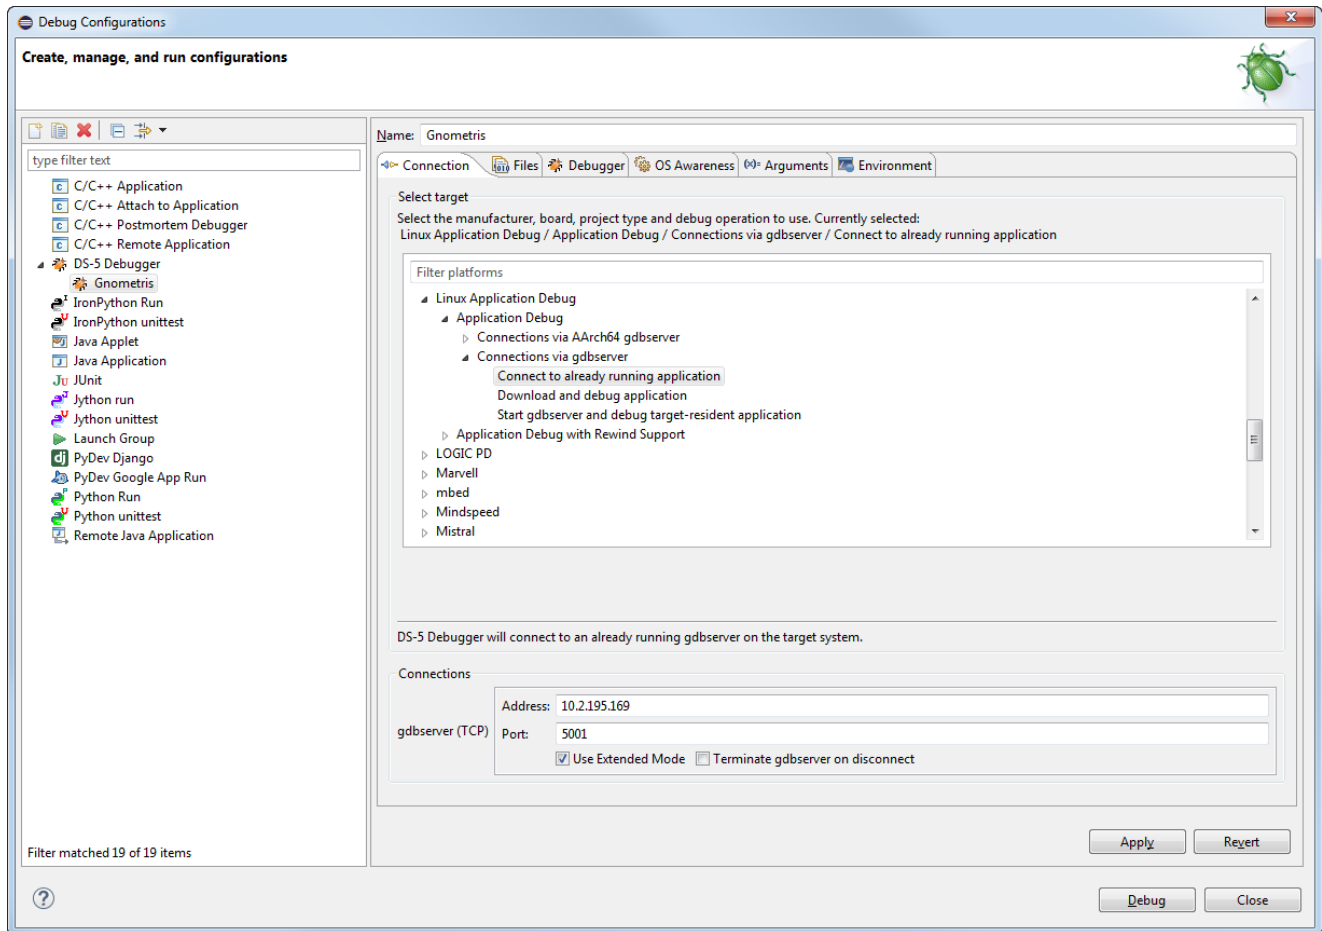 Debug Configurations
Create, manage, and run configurations
type filter text
C/C++ Application
C/C++ Attach to Application
C/C++ Postmortem Debugger
C/C++ Remote Application
DS-5 Debugger
Gnometris
IronPython Run
IronPython unittest
Java Applet
Java Application
JUnit
Jython run
Jython unittest
Launch Group
PyDev Django
PyDev Google App Run
Python Run
Python unittest
Remote Java Application
Filter matched 19 of 19 items
Name: Gnometris
Connection Files Debugger OS Awareness Arguments Environment
Select target
Select the manufacturer, board, project type and debug operation to use. Currently selected:
Linux Application Debug / Application Debug / Connections via gdbserver / Connect to already running application
Filter platforms
Linux Application Debug
Application Debug
Connections via AArch64 gdbserver
Connections via gdbserver
Connect to already running application
Download and debug application
Start gdbserver and debug target-resident application
Application Debug with Rewind Support
LOGIC PD
Marvell
mbed
Mindspeed
Mistral
DS-5 Debugger will connect to an already running gdbserver on the target system.
Connections
gdbserver (TCP)
Address: 10.2.195.169
Port: 5001
Use Extended Mode Terminate gdbserver on disconnect
Apply Revert
Debug Close